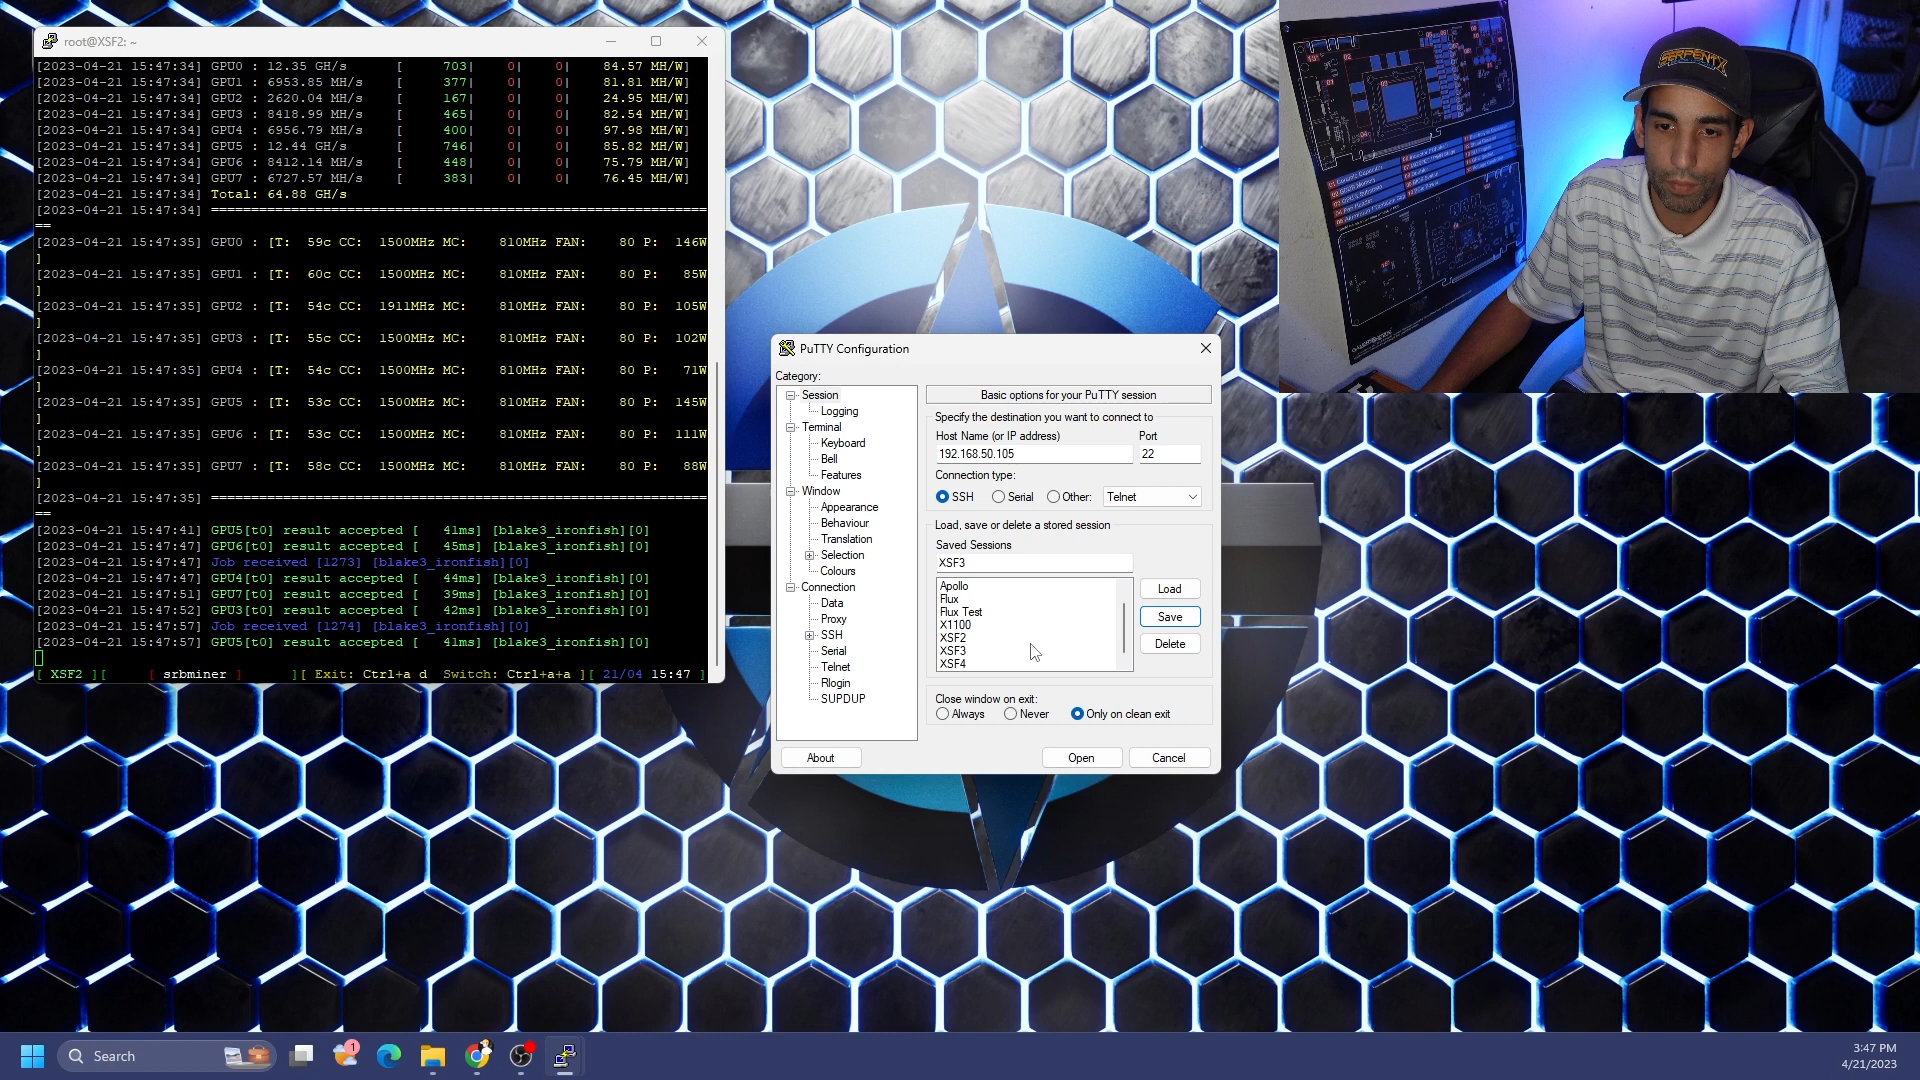 root@XSF2: ~
[2023-04-21 15:47:34] GPU0 : 12.35 GH/s [ 703| 0| 0| 84.57 MH/W]
[2023-04-21 15:47:34] GPU1 : 6953.85 MH/s [ 377| 0| 0| 81.81 MH/W]
[2023-04-21 15:47:34] GPU2 : 2620.04 MH/s [ 167| 0| 0| 24.95 MH/W]
[2023-04-21 15:47:34] GPU3 : 8418.99 MH/s [ 465| 0| 0| 82.54 MH/W]
[2023-04-21 15:47:34] GPU4 : 6956.79 MH/s [ 400| 0| 0| 97.98 MH/W]
[2023-04-21 15:47:34] GPU5 : 12.44 GH/s [ 746| 0| 0| 85.82 MH/W]
[2023-04-21 15:47:34] GPU6 : 8412.14 MH/s [ 448| 0| 0| 75.79 MH/W]
[2023-04-21 15:47:34] GPU7 : 6727.57 MH/s [ 383| 0| 0| 76.45 MH/W]
[2023-04-21 15:47:34] Total: 64.88 GH/s
[2023-04-21 15:47:34] =============================================================
==
[2023-04-21 15:47:35] GPU0 : [T: 59c CC: 1500MHz MC: 810MHz FAN: 80 P: 146W
]
[2023-04-21 15:47:35] GPU1 : [T: 60c CC: 1500MHz MC: 810MHz FAN: 80 P: 85W
]
[2023-04-21 15:47:35] GPU2 : [T: 54c CC: 1911MHz MC: 810MHz FAN: 80 P: 105W
]
[2023-04-21 15:47:35] GPU3 : [T: 55c CC: 1500MHz MC: 810MHz FAN: 80 P: 102W
]
[2023-04-21 15:47:35] GPU4 : [T: 54c CC: 1500MHz MC: 810MHz FAN: 80 P: 71W
]
[2023-04-21 15:47:35] GPU5 : [T: 53c CC: 1500MHz MC: 810MHz FAN: 80 P: 145W
]
[2023-04-21 15:47:35] GPU6 : [T: 53c CC: 1500MHz MC: 810MHz FAN: 80 P: 111W
]
[2023-04-21 15:47:35] GPU7 : [T: 58c CC: 1500MHz MC: 810MHz FAN: 80 P: 88W
]
[2023-04-21 15:47:35] =============================================================
==
[2023-04-21 15:47:41] GPU5[t0] result accepted [ 41ms] [blake3_ironfish][0]
[2023-04-21 15:47:47] GPU6[t0] result accepted [ 45ms] [blake3_ironfish][0]
[2023-04-21 15:47:47] Job received [1273] [blake3_ironfish][0]
[2023-04-21 15:47:47] GPU4[t0] result accepted [ 44ms] [blake3_ironfish][0]
[2023-04-21 15:47:51] GPU7[t0] result accepted [ 39ms] [blake3_ironfish][0]
[2023-04-21 15:47:52] GPU3[t0] result accepted [ 42ms] [blake3_ironfish][0]
[2023-04-21 15:47:57] Job received [1274] [blake3_ironfish][0]
[2023-04-21 15:47:57] GPU5[t0] result accepted [ 41ms] [blake3_ironfish][0]
[ XSF2 ][ [ srbminer ] ][ Exit: Ctrl+a d Switch: Ctrl+a+a ][ 21/04 15:47 ]
PuTTY Configuration
Category:
Session
Logging
Terminal
Keyboard
Bell
Features
Window
Appearance
Behaviour
Translation
Selection
Colours
Connection
Data
Proxy
SSH
Serial
Telnet
Rlogin
SUPDUP
Basic options for your PuTTY session
Specify the destination you want to connect to
Host Name (or IP address) Port
192.168.50.105 22
Connection type:
SSH Serial Other: Telnet
Load, save or delete a stored session
Saved Sessions
XSF3
Apollo
Flux
Flux Test
X1100
XSF2
XSF3
XSF4
Load
Save
Delete
Close window on exit:
Always Never Only on clean exit
About Open Cancel
SERPENTX
Search
1
3:47 PM
4/21/2023